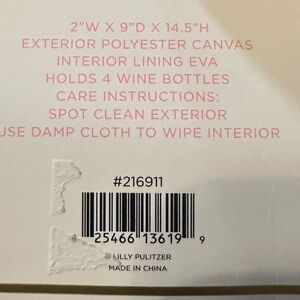 2"W X 9"D X 14.5"H
EXTERIOR POLYESTER CANVAS
INTERIOR LINING EVA
HOLDS 4 WINE BOTTLES
CARE INSTRUCTIONS:
SPOT CLEAN EXTERIOR
USE DAMP CLOTH TO WIPE INTERIOR
#216911
25466 13619 9
LILLY PULITZER
MADE IN CHINA